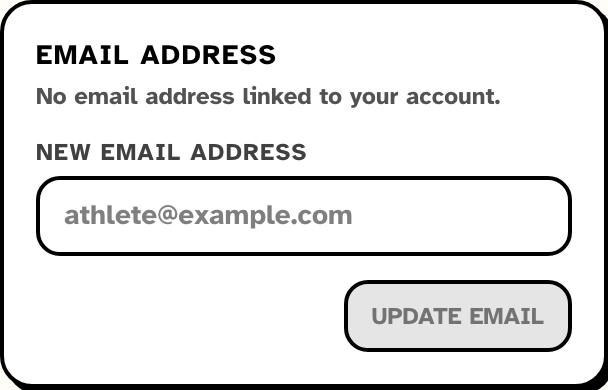 EMAIL ADDRESS
No email address linked to your account.
NEW EMAIL ADDRESS
athlete@example.com
UPDATE EMAIL